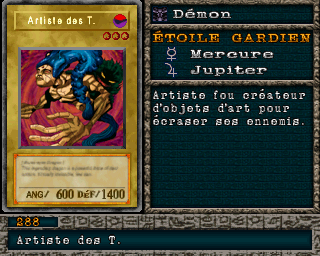 Artiste des T.
ANG/ 600 DÉF/1400
Démon
ÉTOILE GARDIEN
Mercure
Jupiter
Artiste fou créateur
d'objets d'art pour
écraser ses ennemis.
288
Artiste des T.